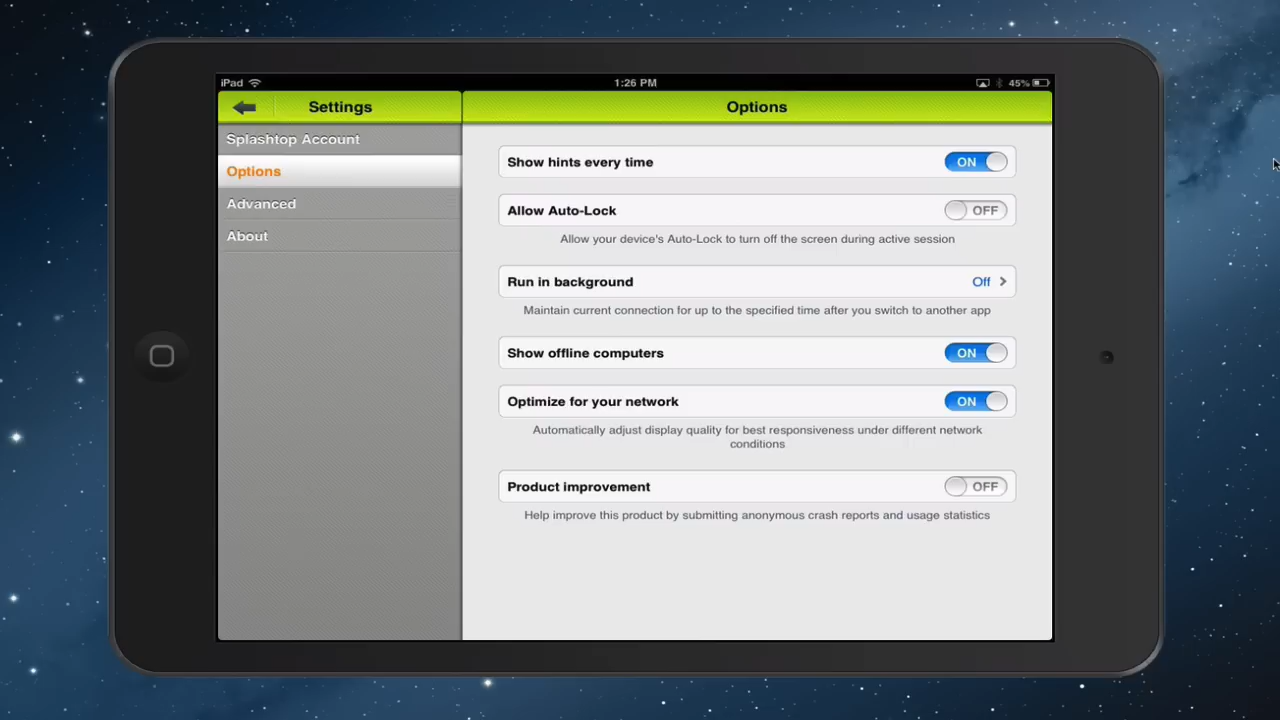 iPad 1:26 PM 45%
Settings
Options
Splashtop Account
Options
Advanced
About
Show hints every time ON
Allow Auto-Lock OFF
Allow your device's Auto-Lock to turn off the screen during active session
Run in background Off
Maintain current connection for up to the specified time after you switch to another app
Show offline computers ON
Optimize for your network ON
Automatically adjust display quality for best responsiveness under different network
conditions
Product improvement OFF
Help improve this product by submitting anonymous crash reports and usage statistics